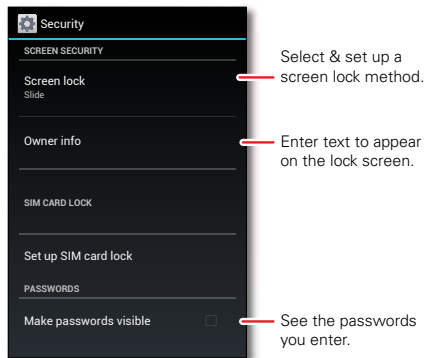 Security
SCREEN SECURITY
Screen lock
Slide
Select & set up a
screen lock method.
Owner info
Enter text to appear
on the lock screen.
SIM CARD LOCK
Set up SIM card lock
PASSWORDS
Make passwords visible
See the passwords
you enter.